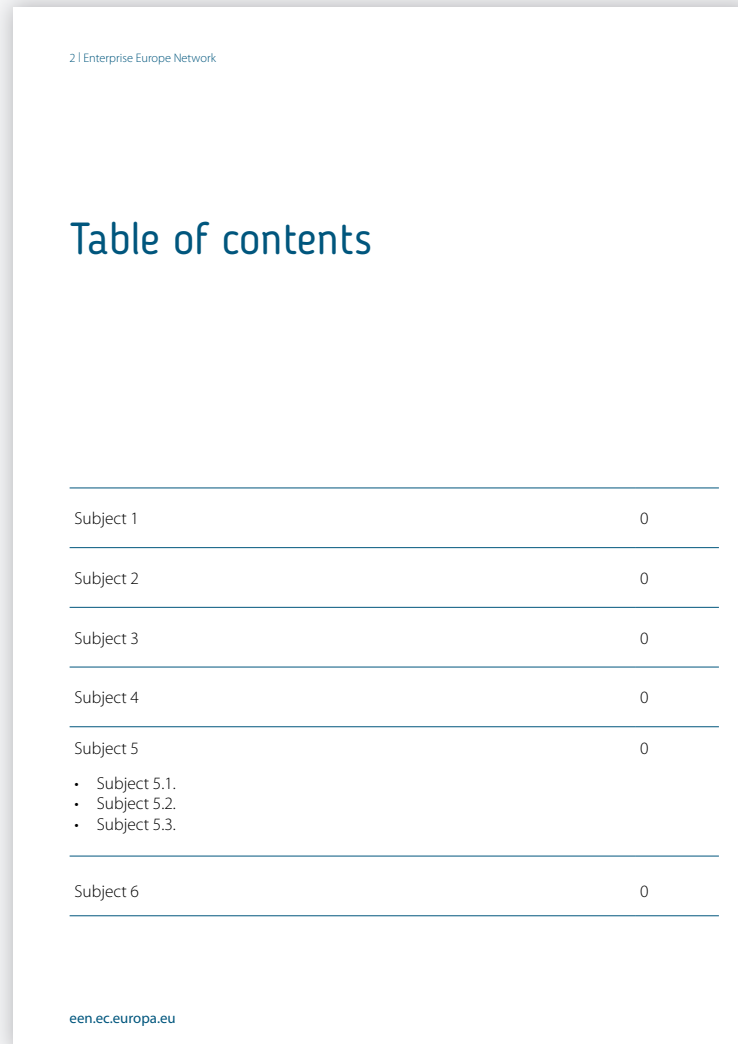 2 | Enterprise Europe Network
Table of contents
Subject 1 0
Subject 2 0
Subject 3 0
Subject 4 0
Subject 5 0
• Subject 5.1.
• Subject 5.2.
• Subject 5.3.
Subject 6 0
een.ec.europa.eu